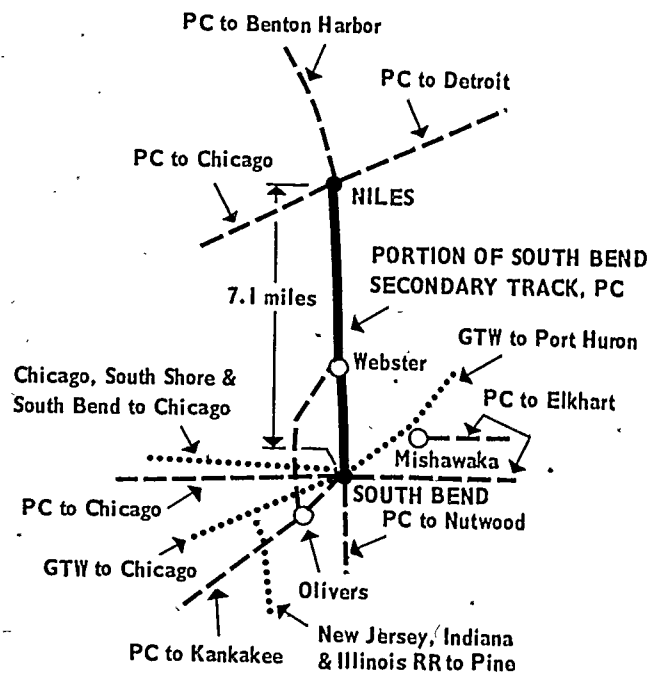 PC to Benton Harbor
PC to Detroit
PC to Chicago
NILES
PORTION OF SOUTH BEND
SECONDARY TRACK, PC
7.1 miles
GTW to Port Huron
Webster
Chicago, South Shore &
South Bend to Chicago
PC to Elkhart
Mishawaka
SOUTH BEND
PC to Chicago
PC to Nutwood
GTW to Chicago
Olivers
New Jersey, Indiana
& Illinois RR to Pine
PC to Kankakee